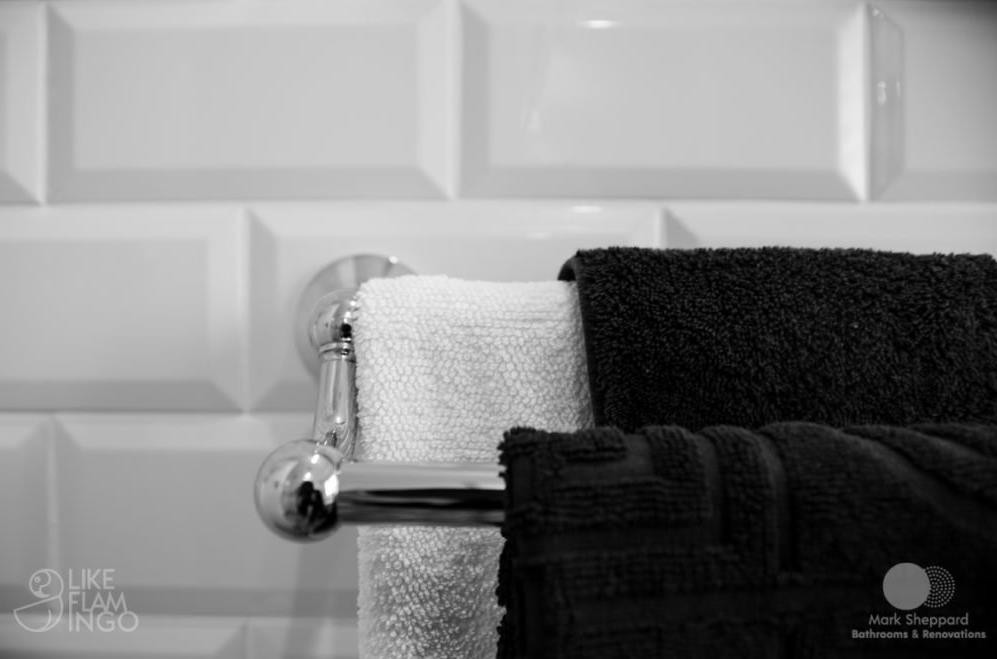 LIKE
FLAM
INGO
Mark Sheppard
Bathrooms & Renovations